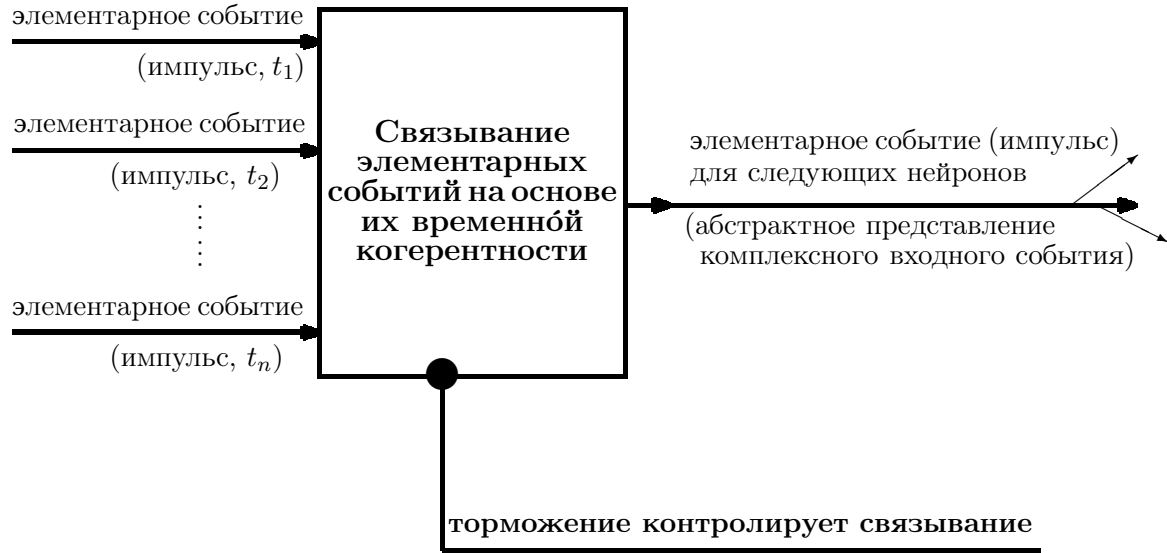 элементарное событие
(импульс, t₁)
элементарное событие
(импульс, t₂)
элементарное событие
(импульс, tₙ)
Связывание
элементарных
событий на основе
их временно́й
когерентности
элементарное событие (импульс)
для следующих нейронов
(абстрактное представление
комплексного входного события)
торможение контролирует связывание